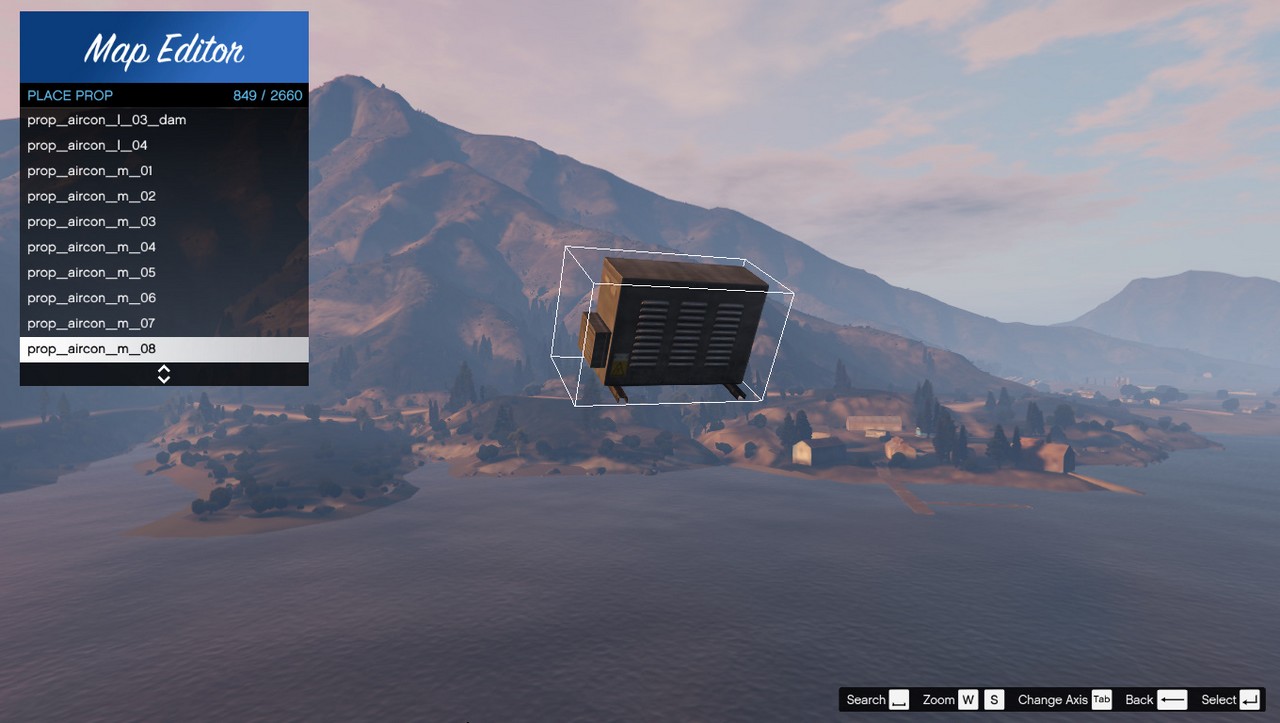 Map Editor
PLACE PROP 849 / 2660
prop__aircon__l__03__dam
prop__aircon__l__04
prop__aircon__m__01
prop__aircon__m__02
prop__aircon__m__03
prop__aircon__m__04
prop__aircon__m__05
prop__aircon__m__06
prop__aircon__m__07
prop__aircon__m__08
Search Zoom W S Change Axis Tab Back Select